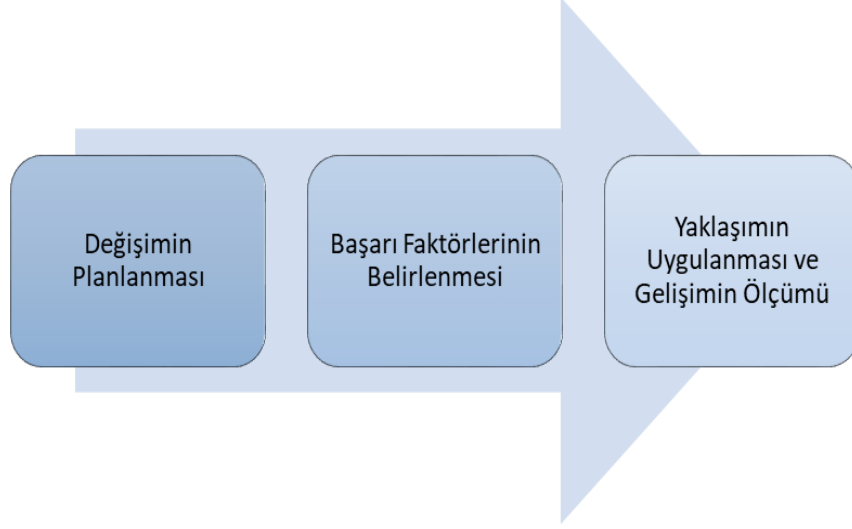 Değişimin
Planlanması
Başarı Faktörlerinin
Belirlenmesi
Yaklaşımın
Uygulanması ve
Gelişimin Ölçümü